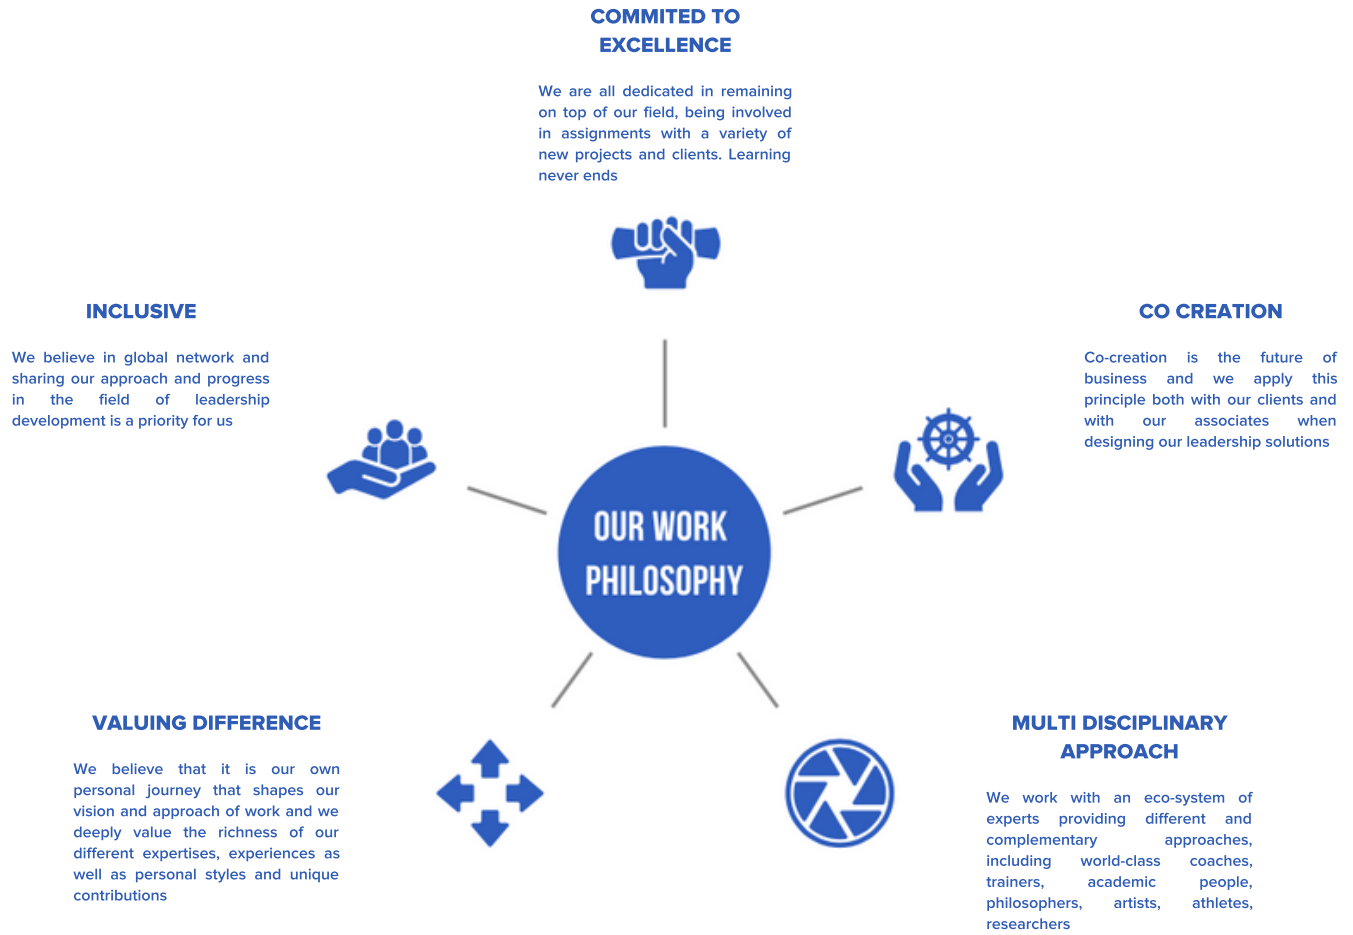 COMMITED TO
EXCELLENCE
We are all dedicated in remaining
on top of our field, being involved
in assignments with a variety of
new projects and clients. Learning
never ends
INCLUSIVE
We believe in global network and
sharing our approach and progress
in the field of leadership
development is a priority for us
CO CREATION
Co-creation is the future of
business and we apply this
principle both with our clients and
with our associates when
designing our leadership solutions
OUR WORK
PHILOSOPHY
VALUING DIFFERENCE
We believe that it is our own
personal journey that shapes our
vision and approach of work and we
deeply value the richness of our
different expertises, experiences as
well as personal styles and unique
contributions
MULTI DISCIPLINARY
APPROACH
We work with an eco-system of
experts providing different and
complementary approaches,
including world-class coaches,
trainers, academic people,
philosophers, artists, athletes,
researchers